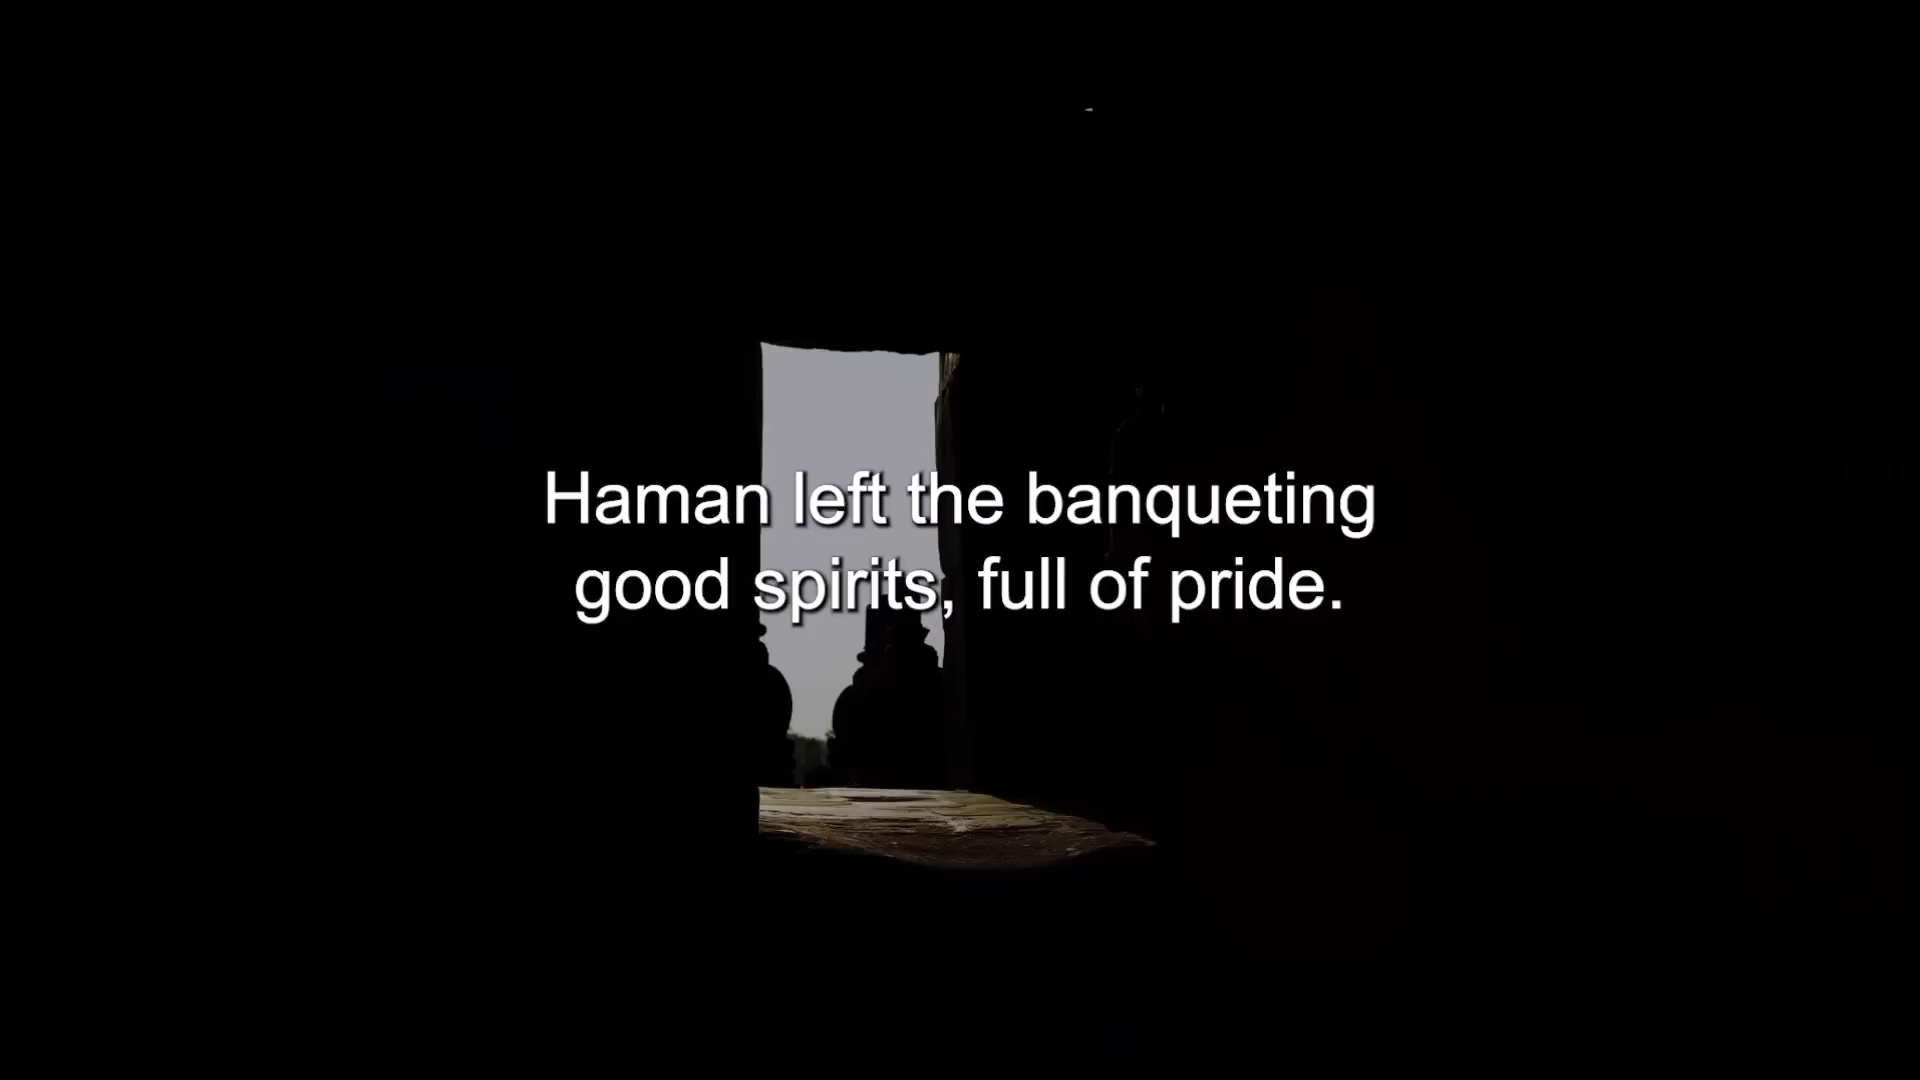 Haman left the banqueting
good spirits, full of pride.